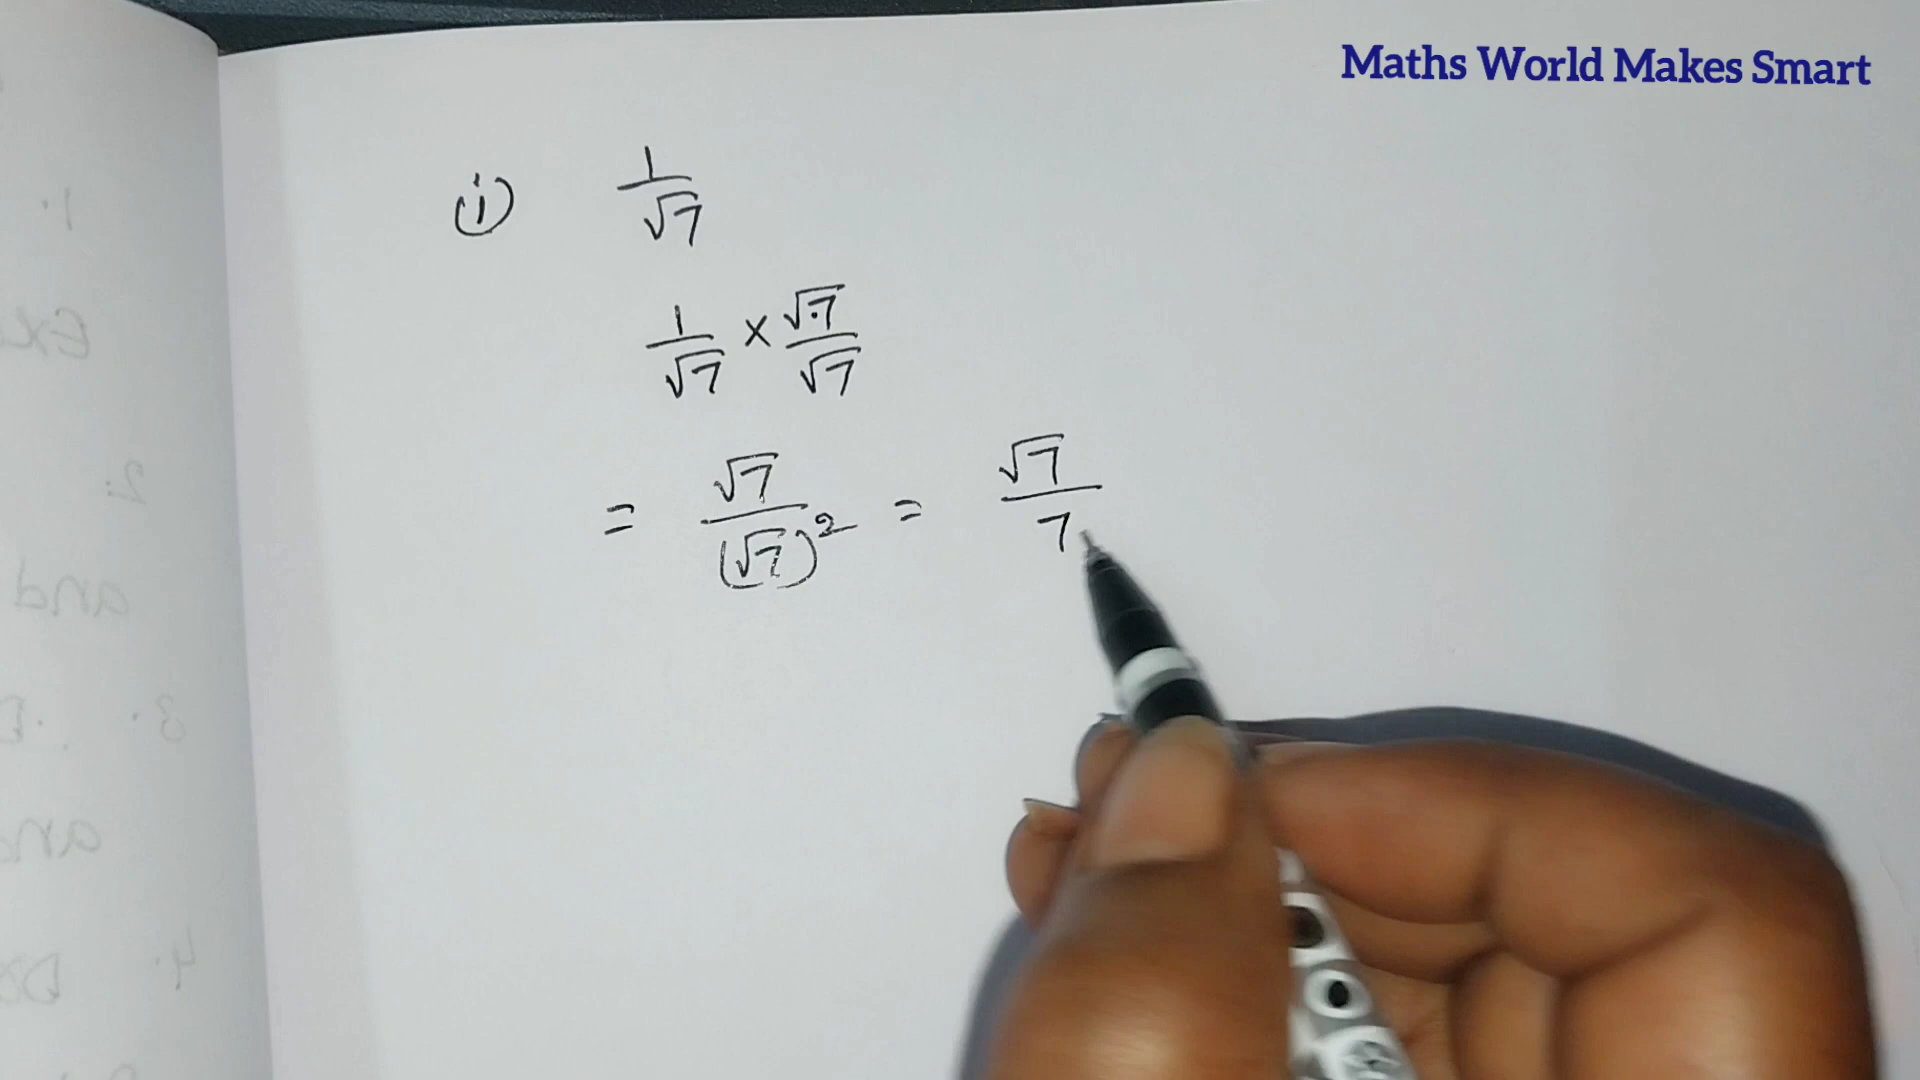 Maths World Makes Smart
(i) 1/√7
1/√7 × √7/√7
= √7/(√7)² = √7/7